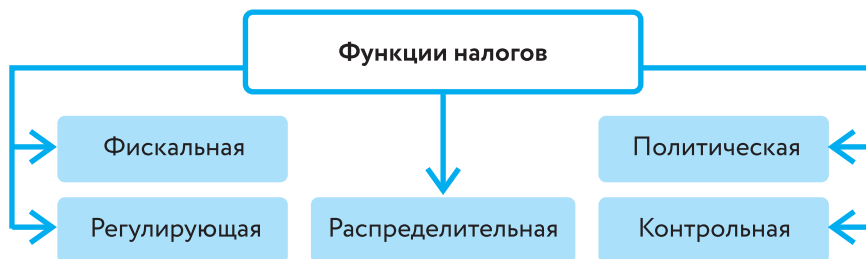 Функции налогов
Фискальная
Политическая
Регулирующая
Распределительная
Контрольная